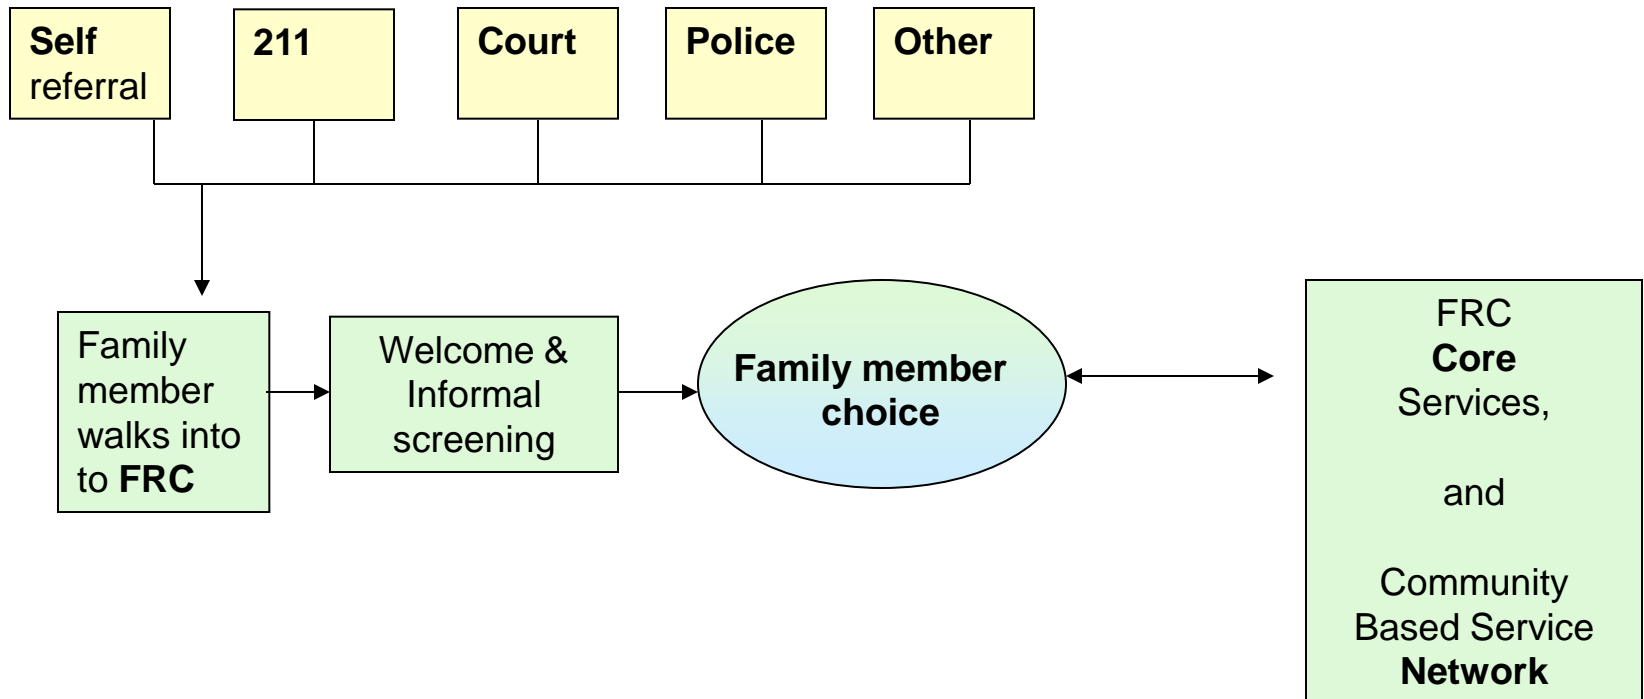 Self
referral
211
Court
Police
Other
Family
member
walks into
to FRC
Welcome &
Informal
screening
Family member
choice
FRC
Core
Services,
and
Community
Based Service
Network